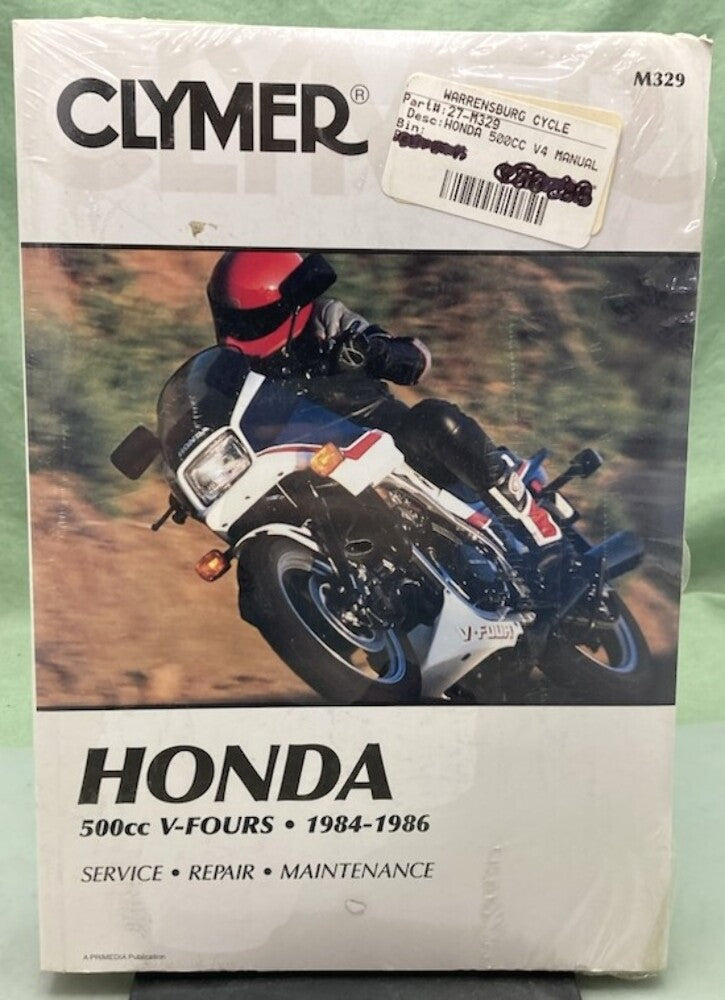 CLYMER®
M329
WARRENSBURG CYCLE
Part#:27-M329
Desc:HONDA 500CC V4 MANUAL
Bin:
HONDA
V-FOUR
HONDA
500cc V-FOURS • 1984-1986
SERVICE • REPAIR • MAINTENANCE
A PRIMEDIA Publication